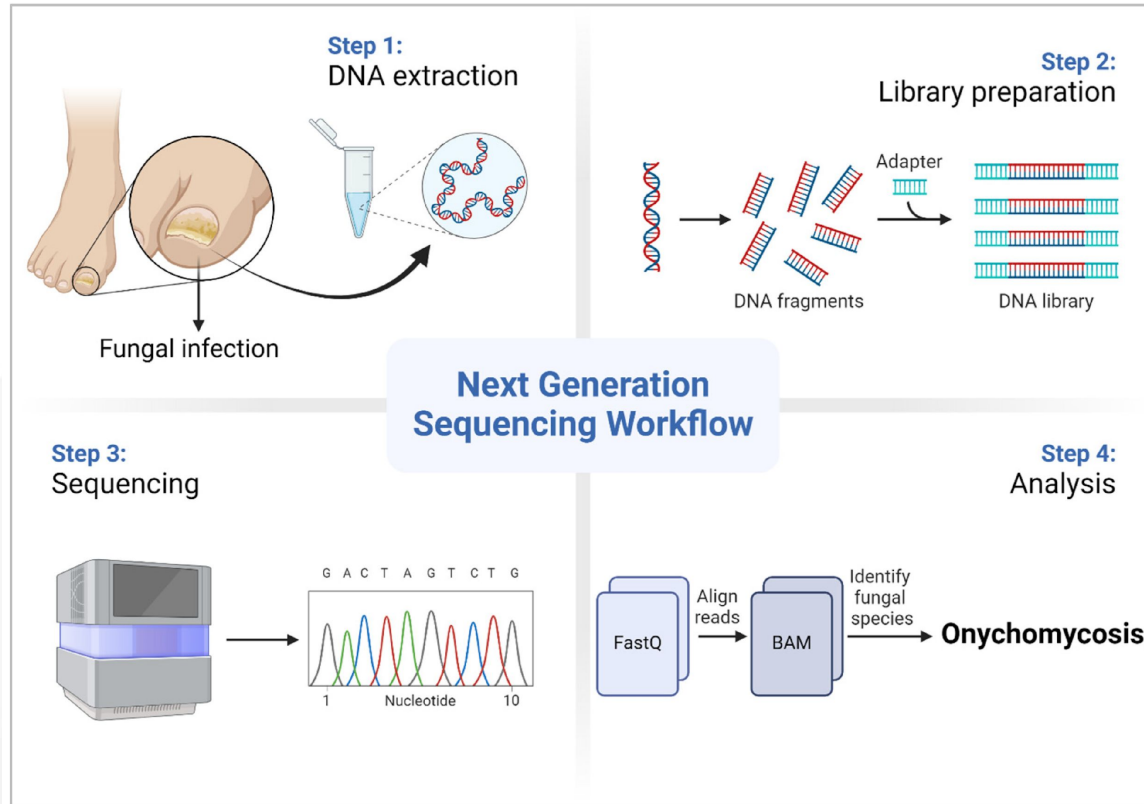 Step 1:
DNA extraction
Fungal infection
Step 2:
Library preparation
Adapter
DNA fragments
DNA library
Next Generation
Sequencing Workflow
Step 3:
Sequencing
G A C T A G T C T G
1 Nucleotide 10
Step 4:
Analysis
FastQ
Align
reads
BAM
Identify
fungal
species
Onychomycosis